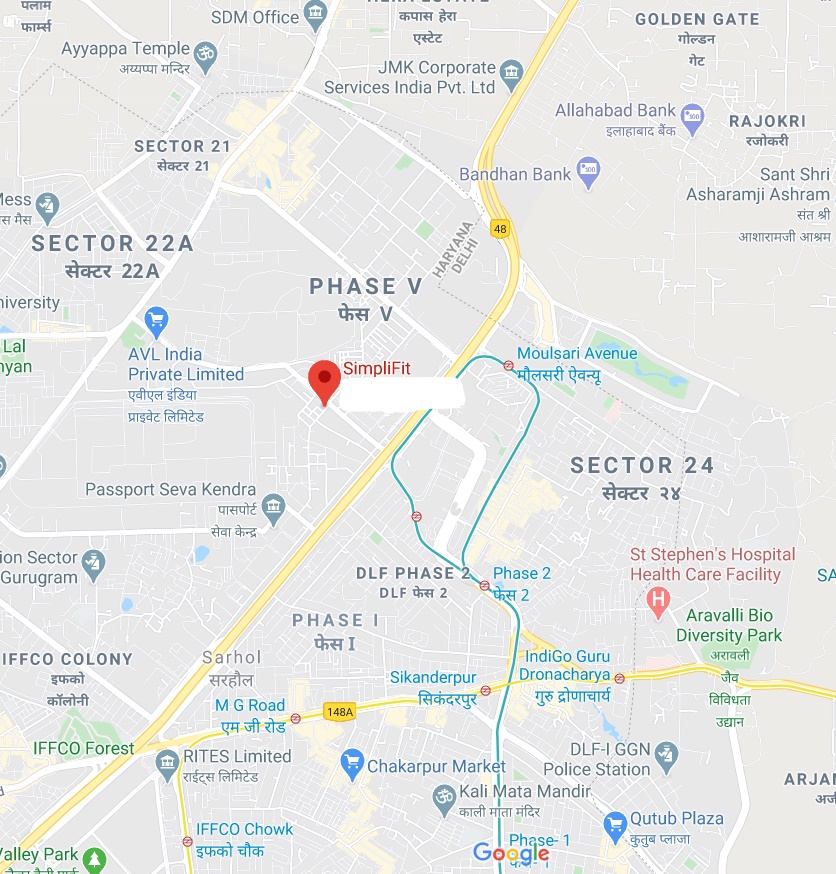 पलाम
फार्म्स
SDM Office
कपास हेरा
एस्टेट
GOLDEN GATE
गोल्डन
गेट
Ayyappa Temple
अय्यप्पा मन्दिर
JMK Corporate
Services India Pvt. Ltd
Allahabad Bank
इलाहाबाद बैंक
RAJOKRI
रजोकरी
SECTOR 21
सेक्टर 21
Bandhan Bank
Sant Shri
Asharamji Ashram
संत श्री
आशारामजी आश्रम
Mess
स मैस
48
HARYANA
DELHI
SECTOR 22A
सेक्टर 22A
PHASE V
फेस V
niversity
Lal
nyan
AVL India
Private Limited
एवीएल इंडिया
प्राइवेट लिमिटेड
SimpliFit
Moulsari Avenue
मौलसरी ऐवन्यू
SECTOR 24
सेक्टर २४
Passport Seva Kendra
पासपोर्ट
सेवा केन्द्र
ion Sector
Gurugram
DLF PHASE 2
DLF फेस 2
Phase 2
फेस 2
St Stephen's Hospital
Health Care Facility
SA
PHASE I
फेस I
Aravalli Bio
Diversity Park
अरावली
जैव
विविधता
उद्यान
IFFCO COLONY
इफको
कॉलोनी
Sarhol
सरहौल
Sikanderpur
सिकंदरपुर
IndiGo Guru
Dronacharya
गुरु द्रोणाचार्य
M G Road
एम जी रोड
148A
IFFCO Forest
RITES Limited
राईट्स लिमिटेड
Chakarpur Market
DLF-I GGN
Police Station
ARJAN
Kali Mata Mandir
काली माता मंदिर
Qutub Plaza
कुतुब प्लाजा
IFFCO Chowk
इफको चौक
Phase- 1
Google
Valley Park